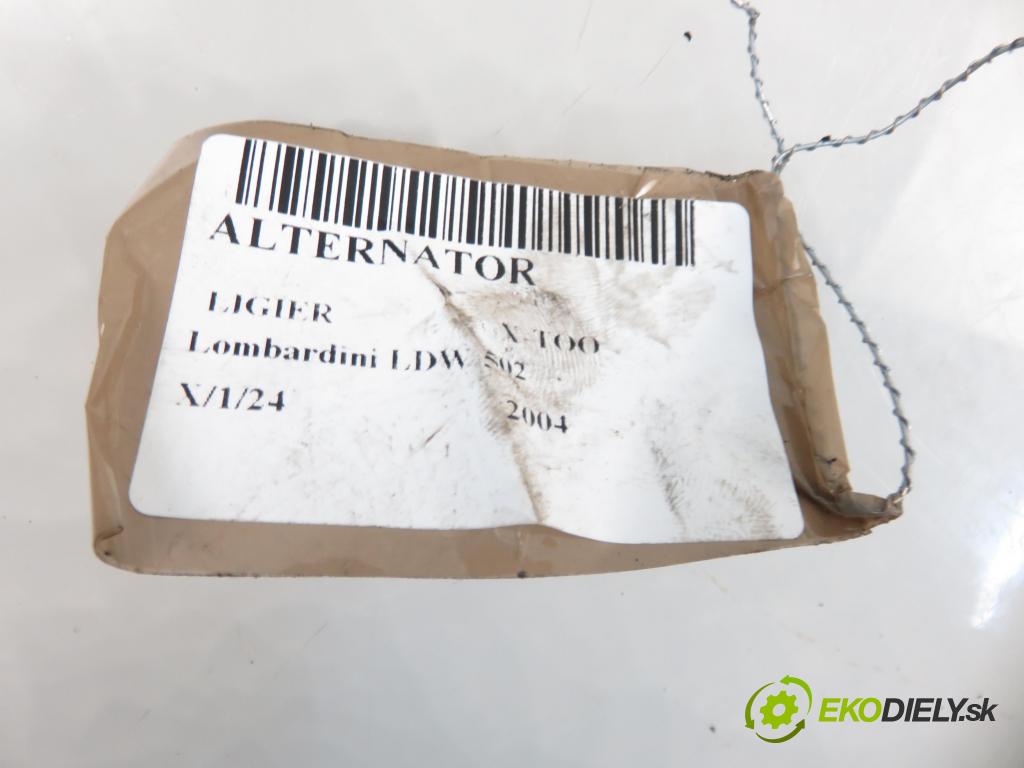 ALTERNATOR
LIGIER X-TOO
Lombardini LDW 502
X/1/24 2004
EKODIELY.sk